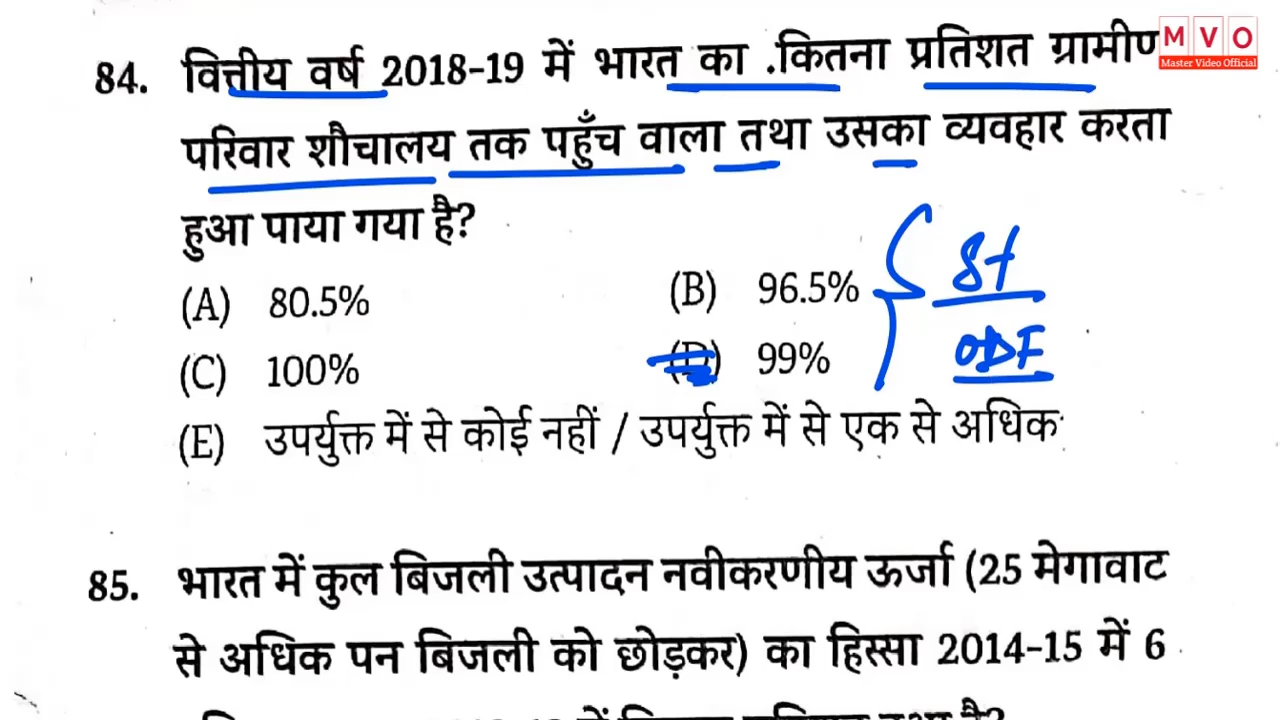 M V O
Master Video Official
84. वित्तीय वर्ष 2018-19 में भारत का .कितना प्रतिशत ग्रामीण
परिवार शौचालय तक पहुँच वाला तथा उसका व्यवहार करता
हुआ पाया गया है?
(A) 80.5% (B) 96.5%
(C) 100% (D) 99%
ODF
(E) उपर्युक्त में से कोई नहीं / उपर्युक्त में से एक से अधिक
85. भारत में कुल बिजली उत्पादन नवीकरणीय ऊर्जा (25 मेगावाट
से अधिक पन बिजली को छोड़कर) का हिस्सा 2014-15 में 6